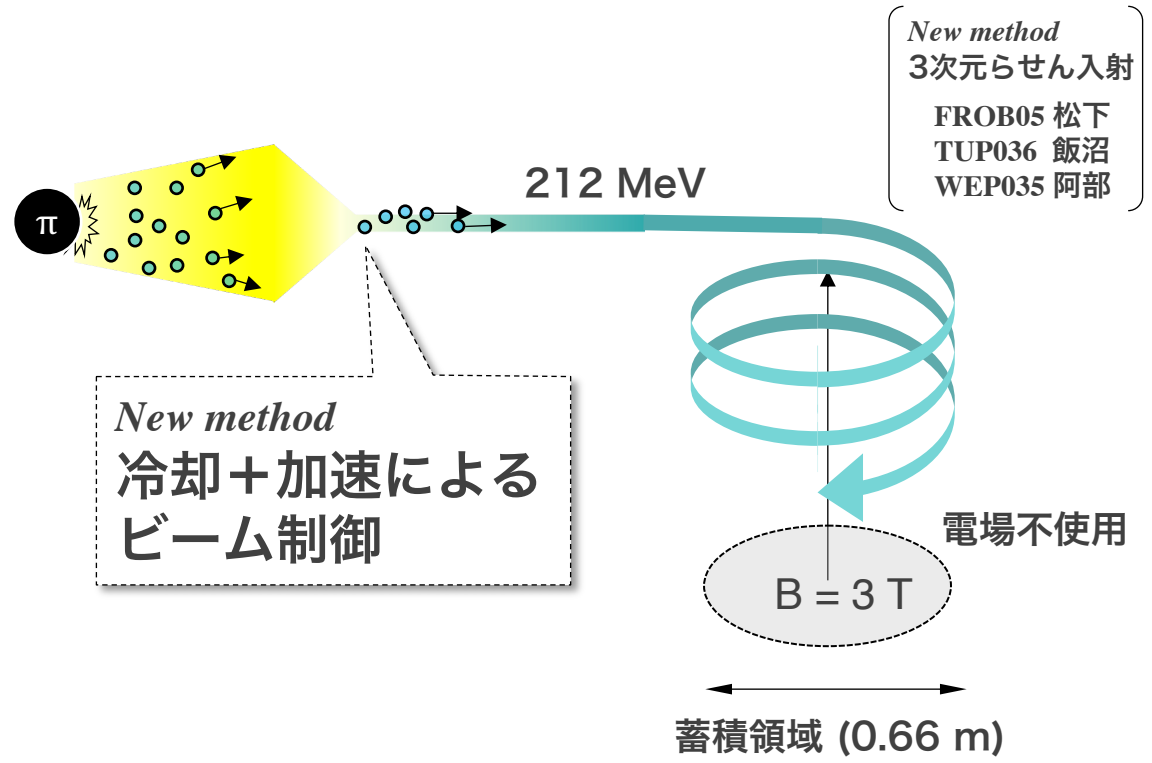 New method
3次元らせん入射
FROB05 松下
TUP036 飯沼
WEP035 阿部
212 MeV
π
New method
冷却＋加速による
ビーム制御
電場不使用
B = 3 T
蓄積領域 (0.66 m)